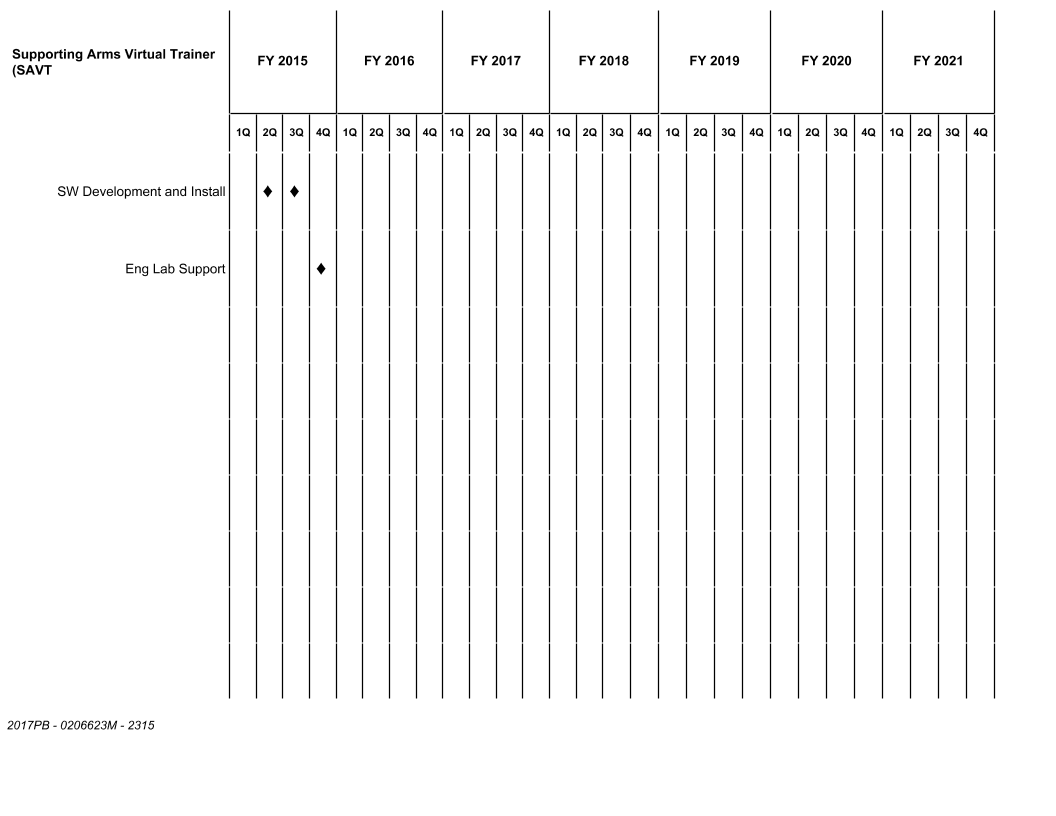 Supporting Arms Virtual Trainer
(SAVT
FY 2015 FY 2016 FY 2017 FY 2018 FY 2019 FY 2020 FY 2021
1Q 2Q 3Q 4Q 1Q 2Q 3Q 4Q 1Q 2Q 3Q 4Q 1Q 2Q 3Q 4Q 1Q 2Q 3Q 4Q 1Q 2Q 3Q 4Q 1Q 2Q 3Q 4Q
SW Development and Install
Eng Lab Support
2017PB - 0206623M - 2315